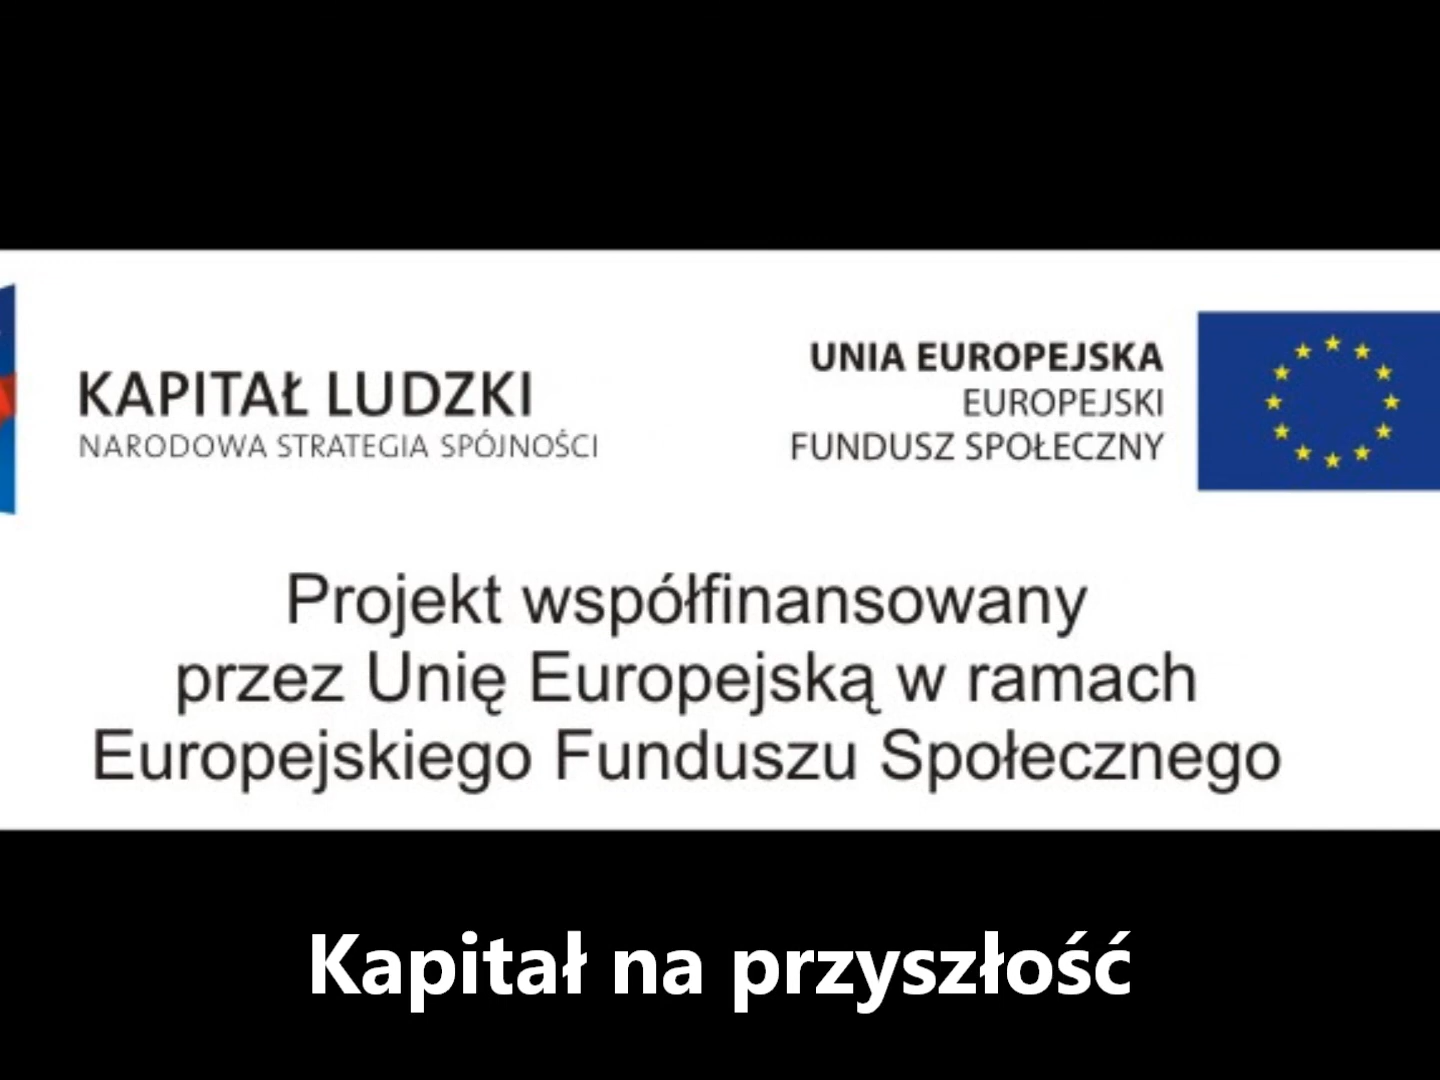 KAPITAŁ LUDZKI
NARODOWA STRATEGIA SPÓJNOŚCI
UNIA EUROPEJSKA
EUROPEJSKI
FUNDUSZ SPOŁECZNY
Projekt współfinansowany
przez Unię Europejską w ramach
Europejskiego Funduszu Społecznego
Kapitał na przyszłość